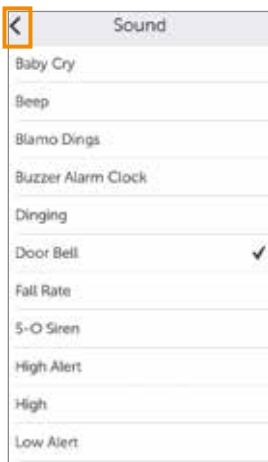 Sound
Baby Cry
Beep
Blamo Dings
Buzzer Alarm Clock
Dinging
Door Bell
Fall Rate
5-O Siren
High Alert
High
Low Alert